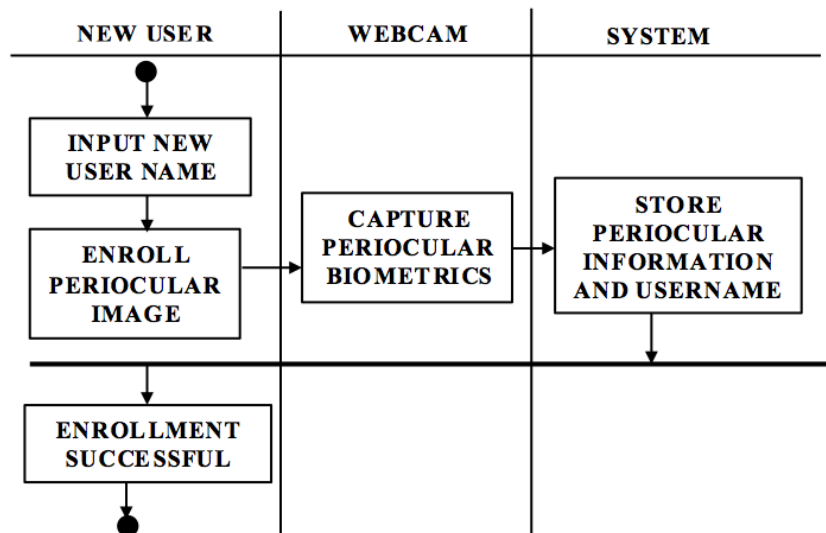 NEW USER
WEBCAM
SYSTEM
INPUT NEW
USER NAME
ENROLL
PERIOCULAR
IMAGE
CAPTURE
PERIOCULAR
BIOMETRICS
STORE
PERIOCULAR
INFORMATION
AND USERNAME
ENROLLMENT
SUCCESSFUL